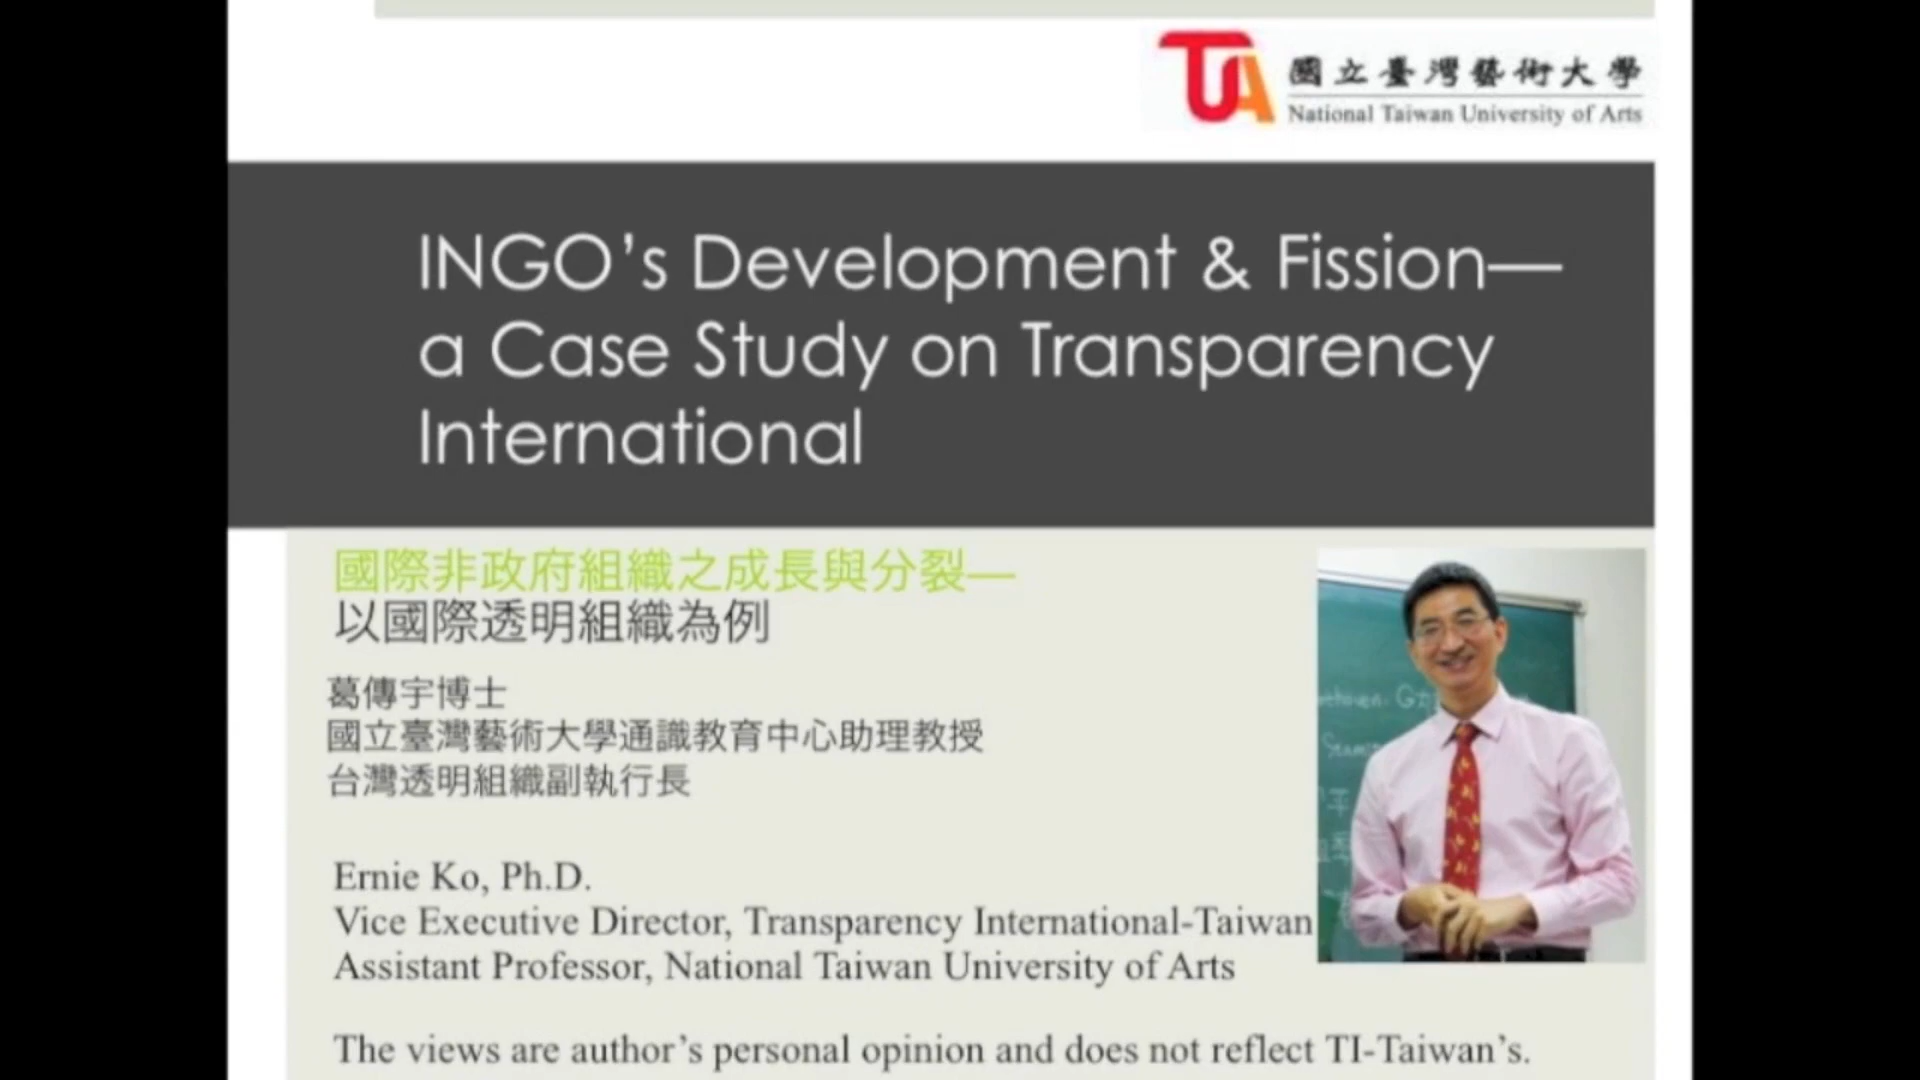 國立臺灣藝術大學
National Taiwan University of Arts
INGO’s Development & Fission—
a Case Study on Transparency
International
國際非政府組織之成長與分裂—
以國際透明組織為例
葛傳宇博士
國立臺灣藝術大學通識教育中心助理教授
台灣透明組織副執行長
Ernie Ko, Ph.D.
Vice Executive Director, Transparency International-Taiwan
Assistant Professor, National Taiwan University of Arts
The views are author’s personal opinion and does not reflect TI-Taiwan’s.